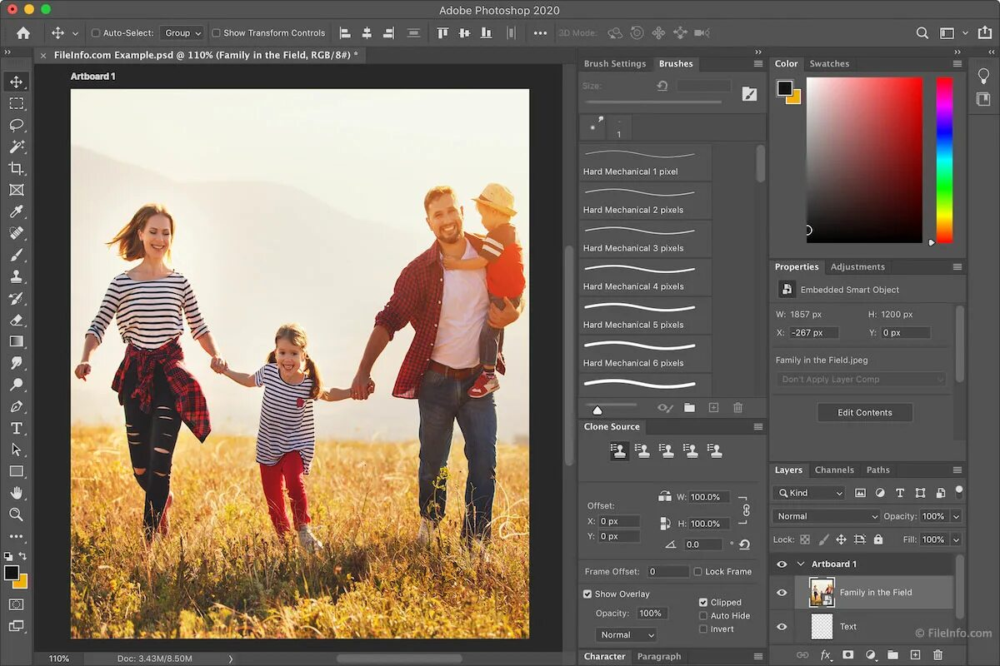 Adobe Photoshop 2020
Auto-Select: Group Show Transform Controls 3D Mode:
FileInfo.com Example.psd @ 110% (Family in the Field, RGB/8#) *
Artboard 1
110% Doc: 3.43M/8.50M
Brush Settings Brushes
Size:
1
Hard Mechanical 1 pixel
Hard Mechanical 2 pixels
Hard Mechanical 3 pixels
Hard Mechanical 4 pixels
Hard Mechanical 5 pixels
Hard Mechanical 6 pixels
Clone Source
Offset:
W: 100.0%
X: 0 px
H: 100.0%
Y: 0 px
0.0 °
Frame Offset: 0 Lock Frame
Show Overlay
Clipped
Opacity: 100%
Auto Hide
Invert
Normal
Character Paragraph
Color Swatches
Properties Adjustments
Embedded Smart Object
W: 1857 px H: 1200 px
X: -267 px Y: 0 px
Family in the Field.jpeg
Don't Apply Layer Comp
Edit Contents
Layers Channels Paths
Kind
Normal Opacity: 100%
Lock: Fill: 100%
Artboard 1
Family in the Field
Text
© FileInfo.com
fx